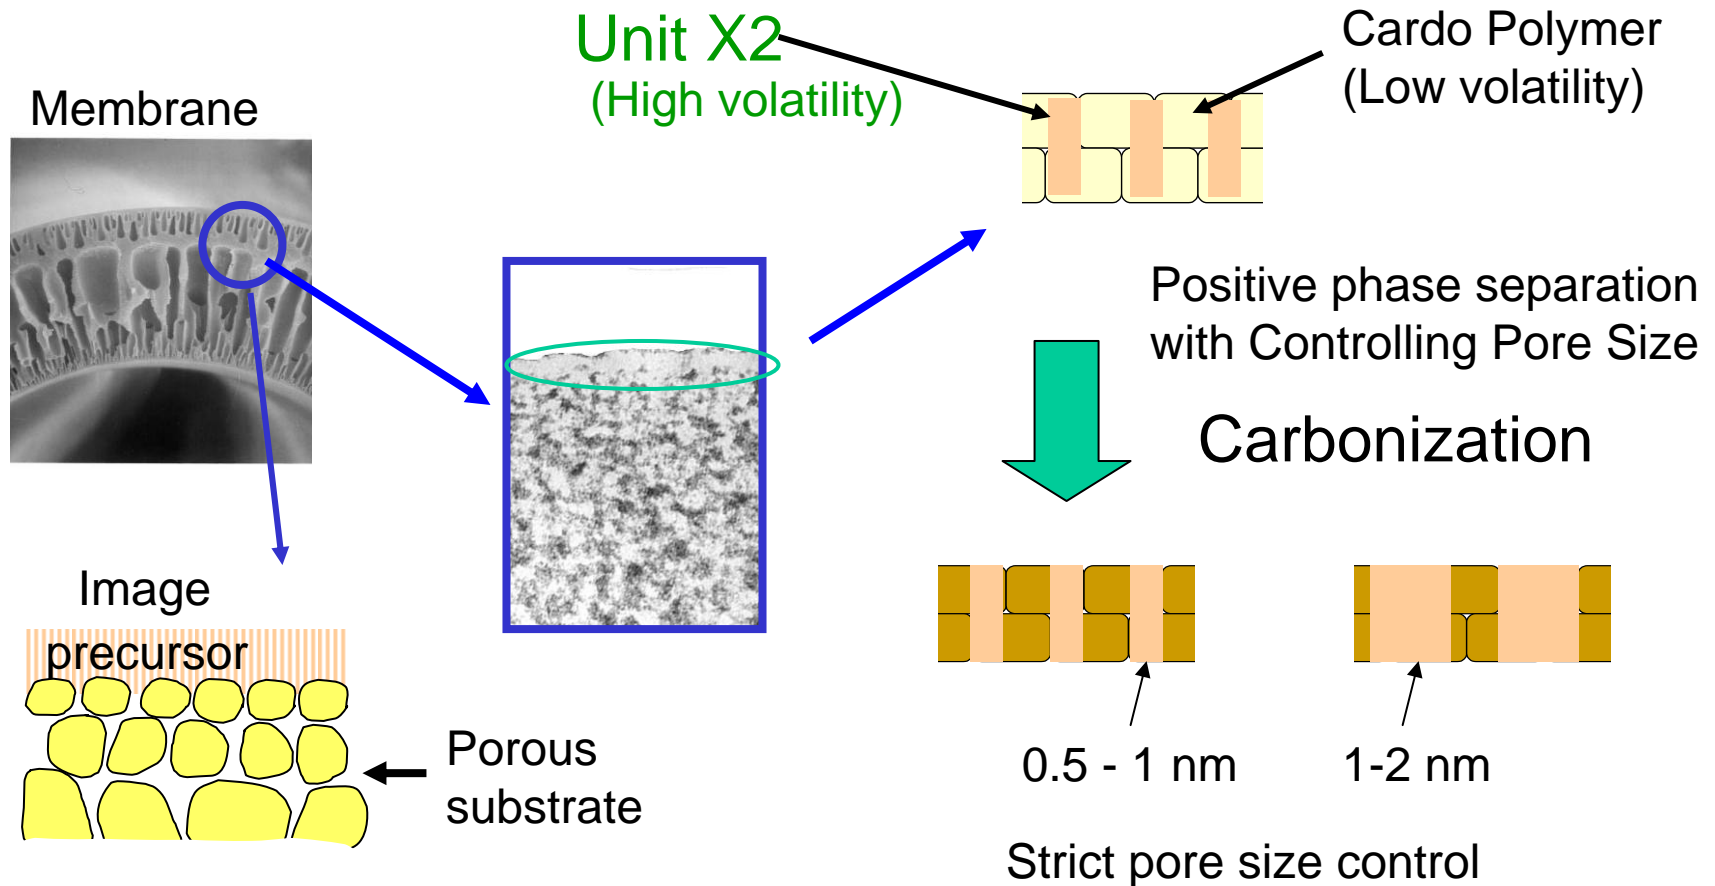 Unit X2
(High volatility)
Cardo Polymer
(Low volatility)
Membrane
Positive phase separation
with Controlling Pore Size
Carbonization
Image
precursor
Porous
substrate
0.5 - 1 nm
1-2 nm
Strict pore size control